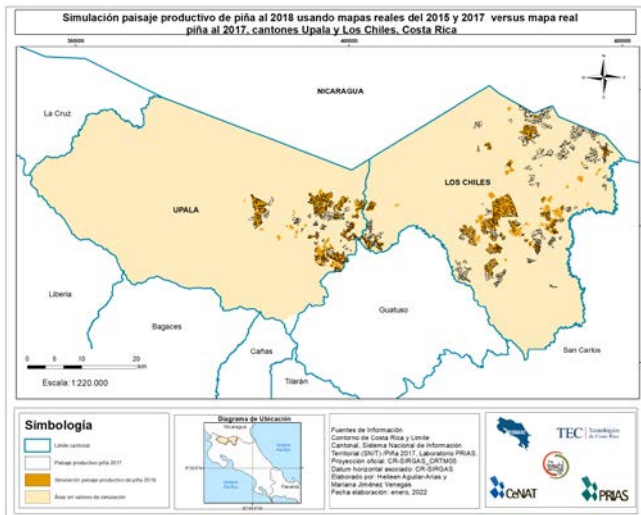 Simulación paisaje productivo de piña al 2018 usando mapas reales del 2015 y 2017 versus mapa real
piña al 2017, cantones Upala y Los Chiles, Costa Rica
350000
400000
450000
NICARAGUA
La Cruz
LOS CHILES
UPALA
Liberia
Guatuso
Bagaces
Cañas
San Carlos
Tilarán
0 5 10 20
km
Escala: 1:220.000
Simbología
Límite cantonal
Paisaje productivo piña 2017
Simulación paisaje productivo piña 2018
Área sin valores de simulación
Diagrama de Ubicación
Nicaragua
Panamá
Fuentes de Información
Contorno de Costa Rica y Límite
Cantonal, Sistema Nacional de Información
Territorial (SNIT) /Piña 2017, Laboratorio PRIAS.
Proyección oficial: CR-SIRGAS_CRTM05
Datum horizontal asociado: CR-SIRGAS
Elaborado por: Heileen Aguilar-Arias y
Mariana Jiménez Venegas
Fecha elaboración: enero, 2022
TEC Tecnológico
de Costa Rica
CeNAT
PRIAS